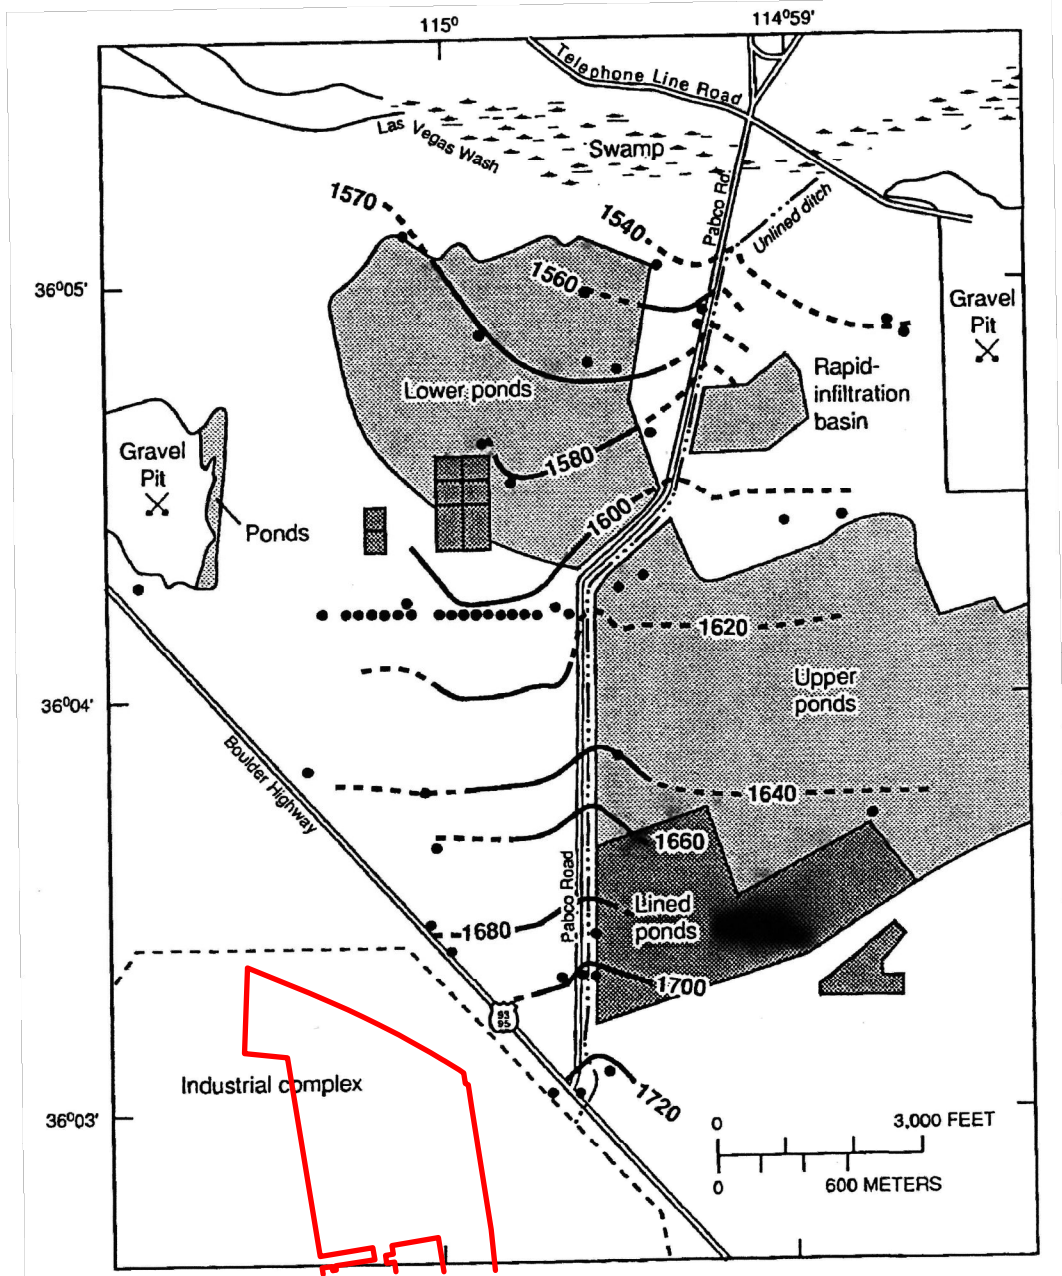 115°
114°59'
Telephone Line Road
Las Vegas Wash
Swamp
Pabco Rd.
Unlined ditch
1570
1540
1560
36°05'
Gravel
Pit
Lower ponds
Rapid-
infiltration
basin
Gravel
Pit
1580
1600
Ponds
1620
Upper
ponds
36°04'
Boulder Highway
1640
1660
Pabco Road
Lined
ponds
1680
1700
93
95
Industrial complex
1720
36°03'
0
3,000 FEET
0
600 METERS